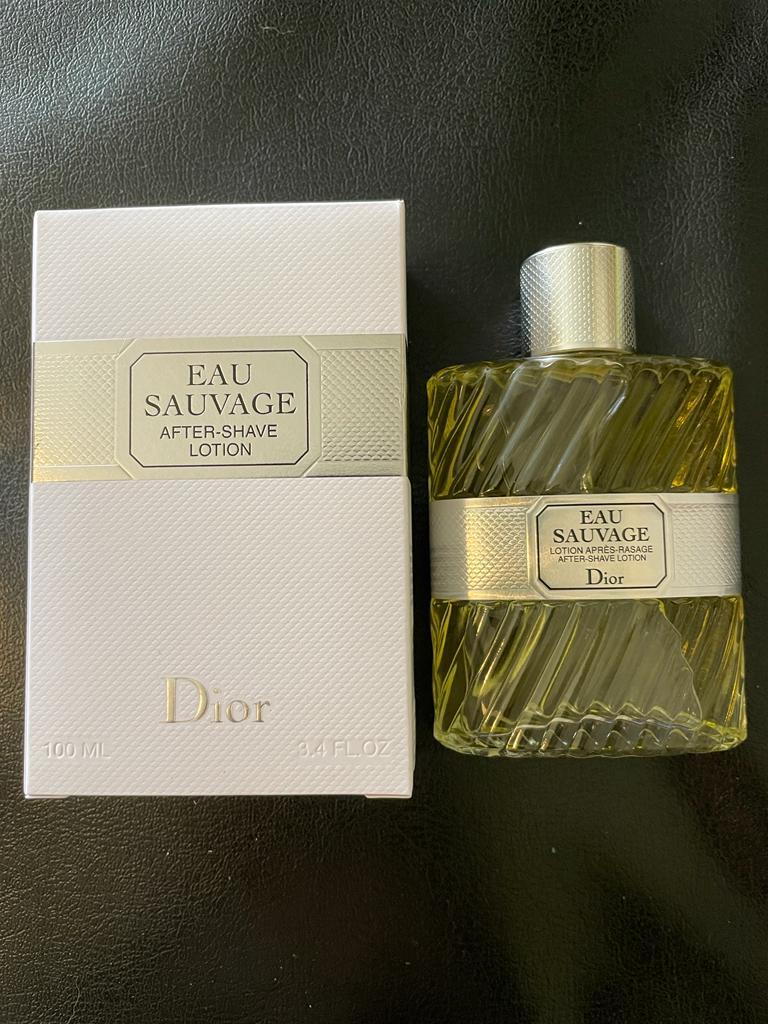 EAU
SAUVAGE
AFTER-SHAVE
LOTION
Dior
100 ML
3.4 FL.OZ
EAU
SAUVAGE
LOTION APRÈS-RASAGE
AFTER-SHAVE LOTION
Dior